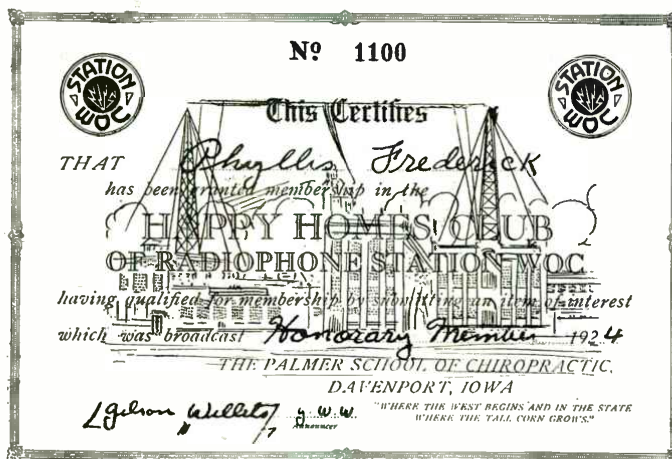 Nº 1100
STATION WOC
STATION WOC
This Certifies
THAT Phyllis Frederick
has been granted membership in the
HAPPY HOMES CLUB
OF RADIOPHONE STATION WOC
having qualified for membership by submitting an item of interest
which was broadcast Honorary Member 1924
THE PALMER SCHOOL OF CHIROPRACTIC,
DAVENPORT, IOWA
"WHERE THE WEST BEGINS AND IN THE STATE
WHERE THE TALL CORN GROWS."
Willets
Announcer